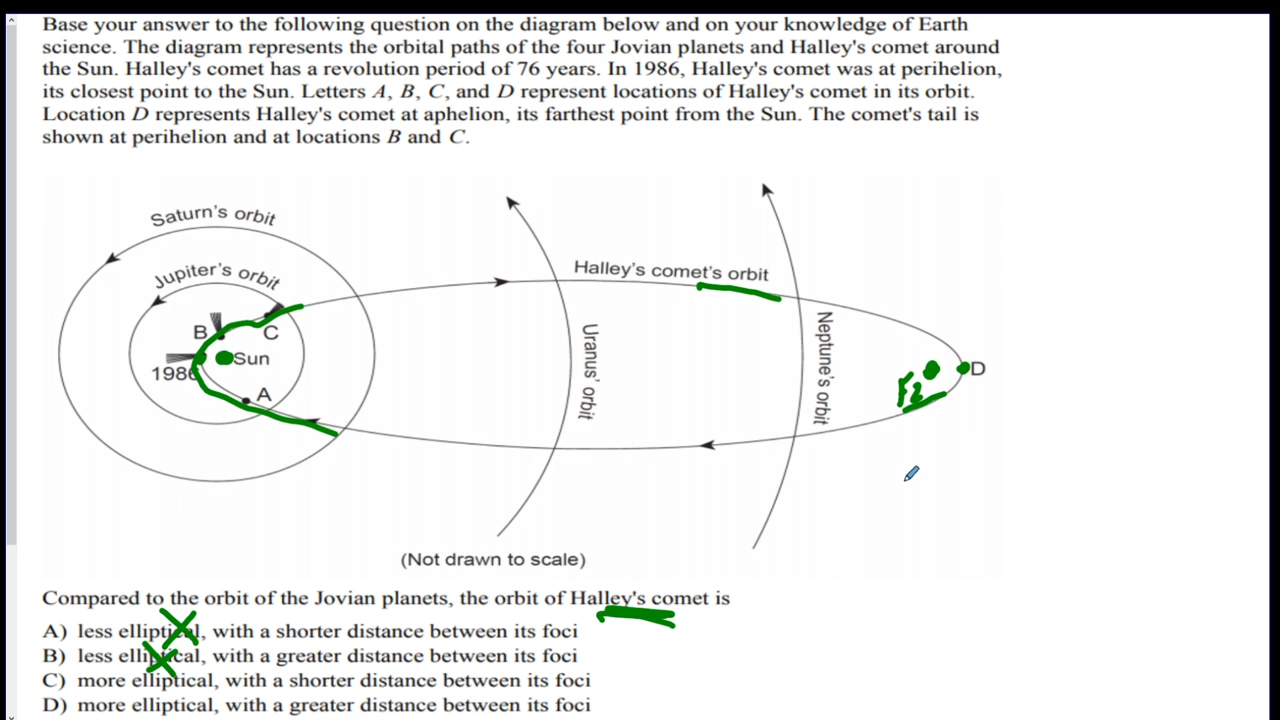 Base your answer to the following question on the diagram below and on your knowledge of Earth
science. The diagram represents the orbital paths of the four Jovian planets and Halley's comet around
the Sun. Halley's comet has a revolution period of 76 years. In 1986, Halley's comet was at perihelion,
its closest point to the Sun. Letters A, B, C, and D represent locations of Halley's comet in its orbit.
Location D represents Halley's comet at aphelion, its farthest point from the Sun. The comet's tail is
shown at perihelion and at locations B and C.
Saturn's orbit
Jupiter's orbit
Halley's comet's orbit
B
C
Sun
1986
A
Uranus' orbit
Neptune's orbit
D
F2
(Not drawn to scale)
Compared to the orbit of the Jovian planets, the orbit of Halley's comet is
A) less elliptical, with a shorter distance between its foci
B) less elliptical, with a greater distance between its foci
C) more elliptical, with a shorter distance between its foci
D) more elliptical, with a greater distance between its foci